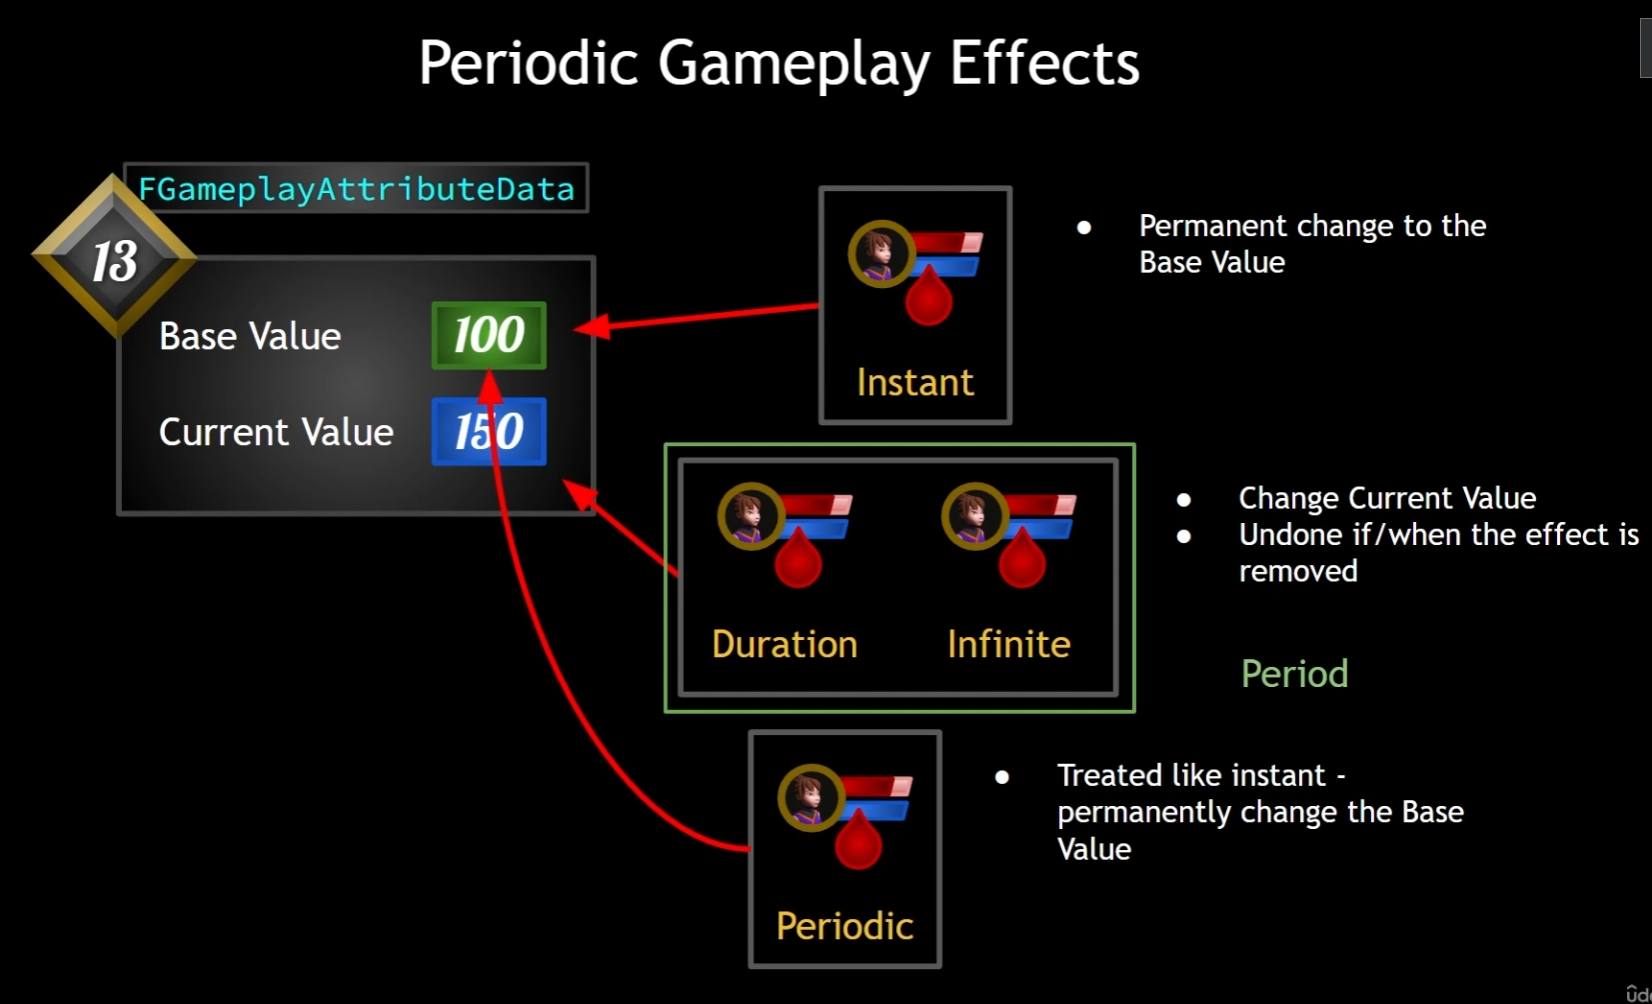 Periodic Gameplay Effects
FGameplayAttributeData
13
Base Value
100
Current Value
150
Instant
● Permanent change to the
Base Value
Duration
Infinite
● Change Current Value
● Undone if/when the effect is
removed
Period
Periodic
● Treated like instant -
permanently change the Base
Value